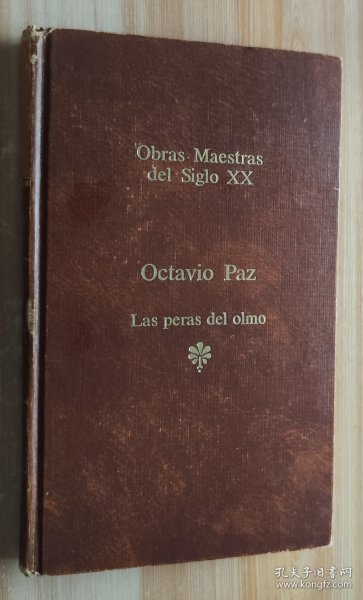 Obras Maestras
del Siglo XX
Octavio Paz
Las peras del olmo
孔夫子旧书网
www.kongfz.com